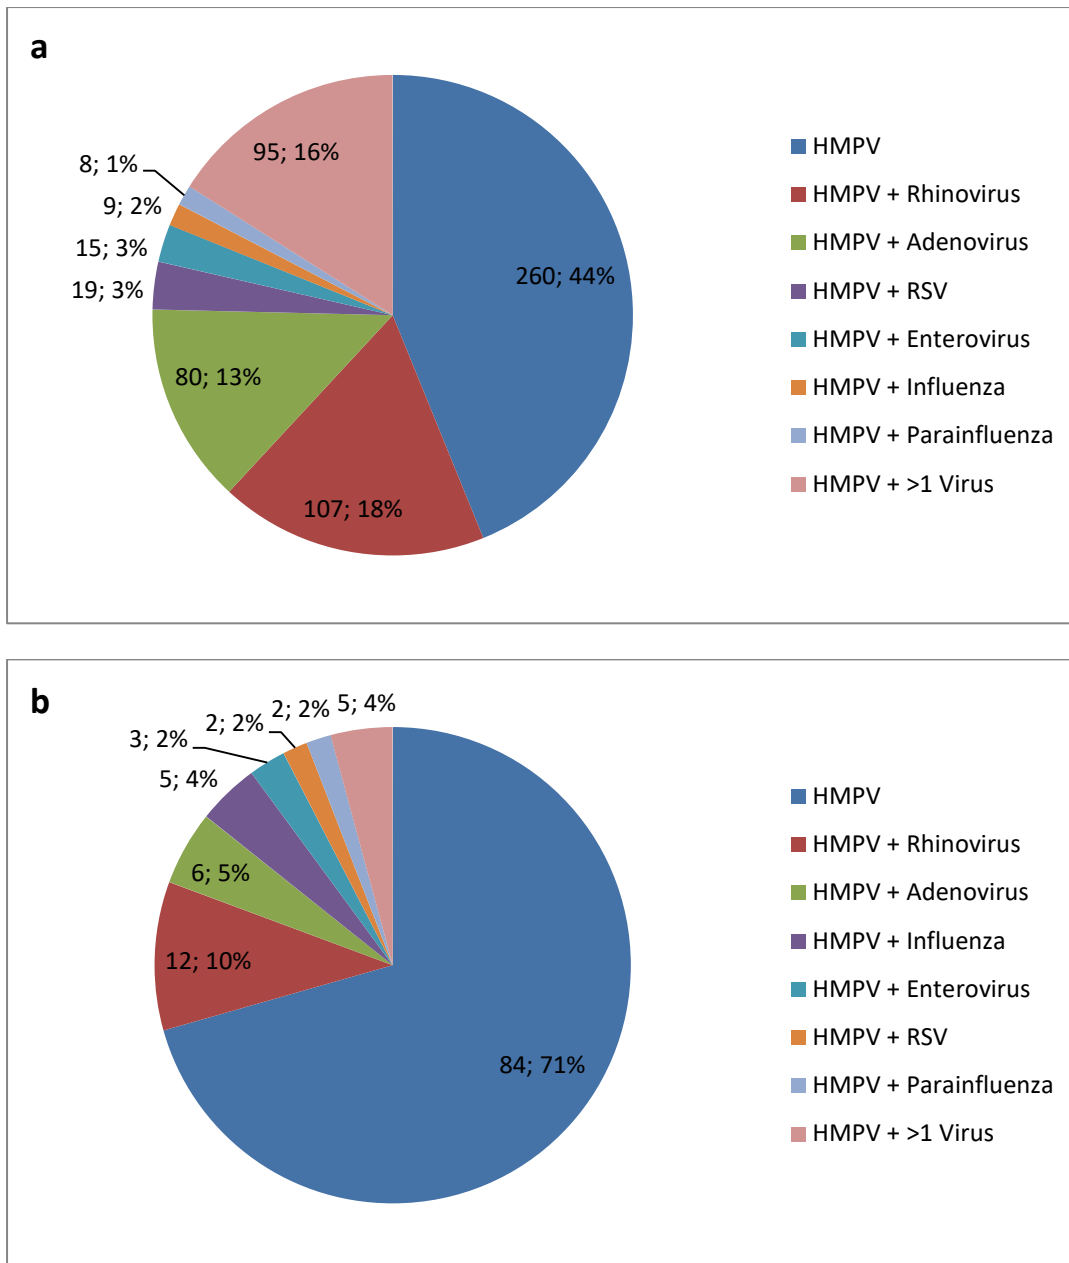 a
95; 16%
8; 1%
9; 2%
15; 3%
19; 3%
80; 13%
107; 18%
260; 44%
HMPV
HMPV + Rhinovirus
HMPV + Adenovirus
HMPV + RSV
HMPV + Enterovirus
HMPV + Influenza
HMPV + Parainfluenza
HMPV + >1 Virus
b
5; 4%
2; 2%
2; 2%
3; 2%
5; 4%
6; 5%
12; 10%
84; 71%
HMPV
HMPV + Rhinovirus
HMPV + Adenovirus
HMPV + Influenza
HMPV + Enterovirus
HMPV + RSV
HMPV + Parainfluenza
HMPV + >1 Virus